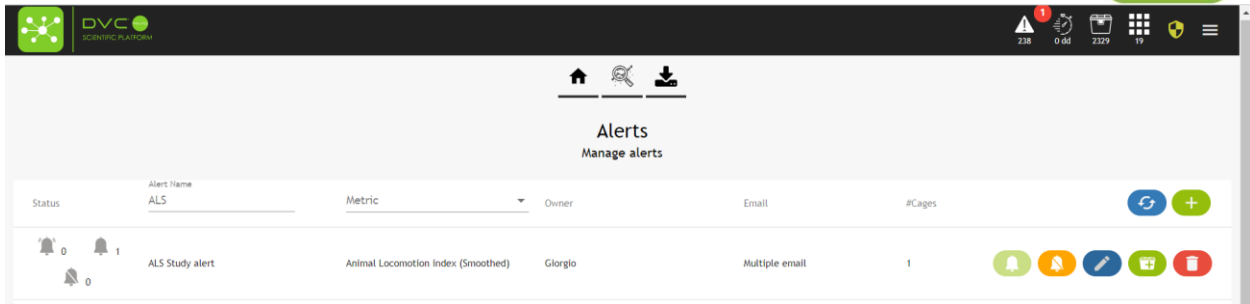 DVC
SCIENTIFIC PLATFORM
1
238
0 dd
2329
19
Alerts
Manage alerts
Status
Alert Name
ALS
Metric
Owner
Email
#Cages
0
1
0
ALS Study alert
Animal Locomotion Index (Smoothed)
Giorgio
Multiple email
1